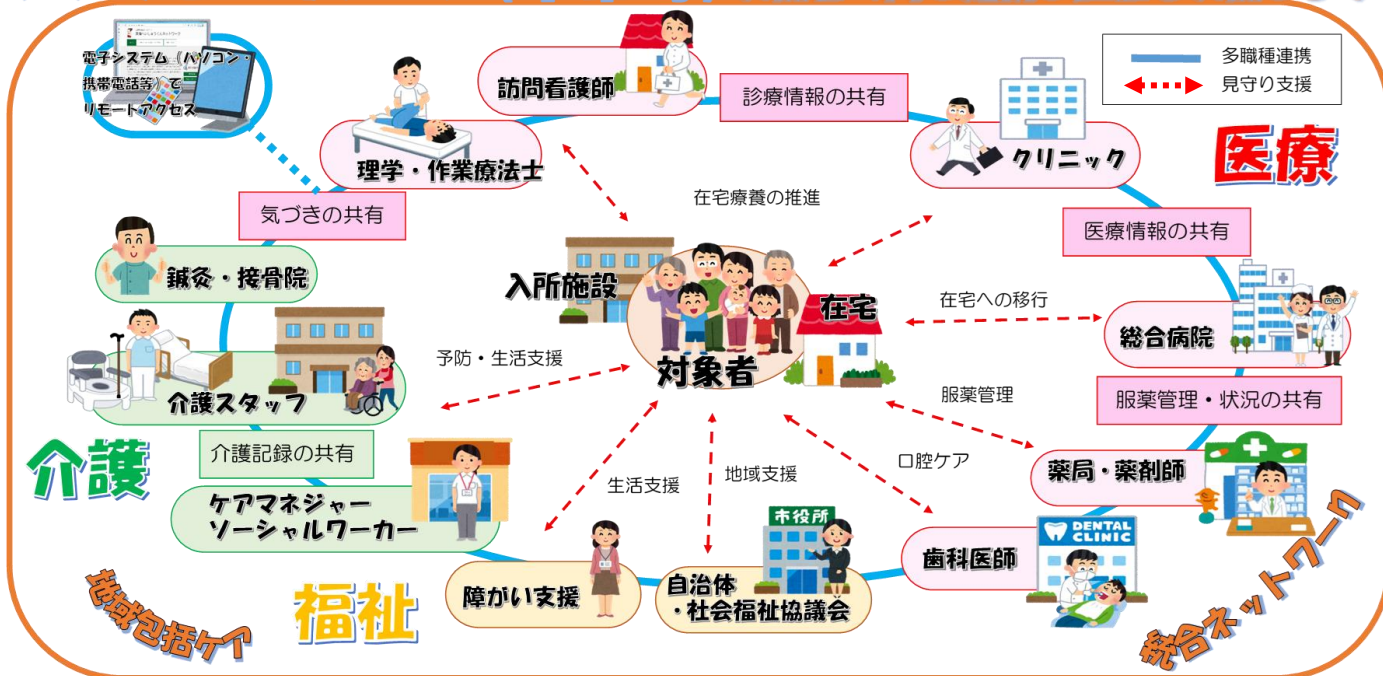 電子システム（パソコン・
携帯電話等）で
リモートアクセス
訪問看護師
診療情報の共有
多職種連携
見守り支援
理学・作業療法士
クリニック
医療
気づきの共有
在宅療養の推進
医療情報の共有
鍼灸・接骨院
入所施設
在宅
在宅への移行
総合病院
対象者
予防・生活支援
介護スタッフ
服薬管理
服薬管理・状況の共有
介護
介護記録の共有
生活支援
地域支援
口腔ケア
薬局・薬剤師
ケアマネジャー
ソーシャルワーカー
市役所
DENTAL
CLINIC
歯科医師
福祉
障がい支援
自治体
・社会福祉協議会
地域包括ケア
統合ネットワーク